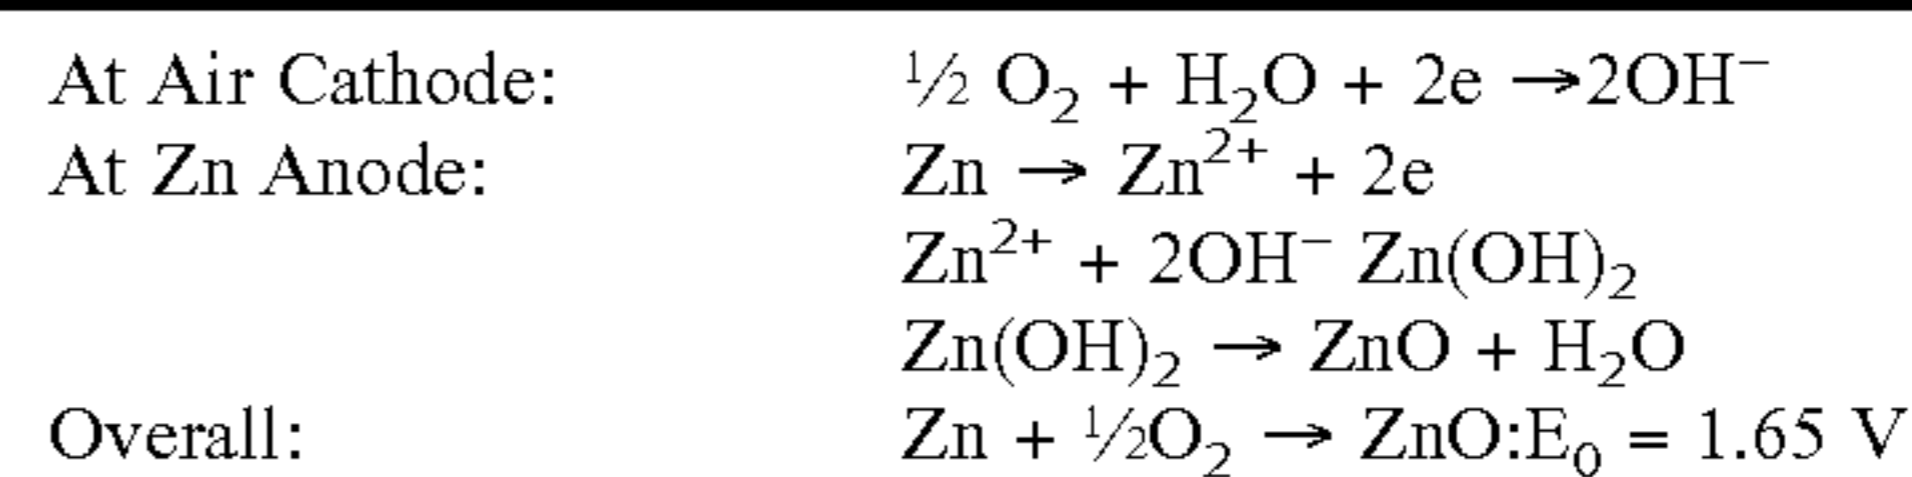 At Air Cathode: ½ O₂ + H₂O + 2e →2OH⁻
At Zn Anode: Zn → Zn²⁺ + 2e
Zn²⁺ + 2OH⁻ Zn(OH)₂
Zn(OH)₂ → ZnO + H₂O
Overall: Zn + ½O₂ → ZnO:E₀ = 1.65 V